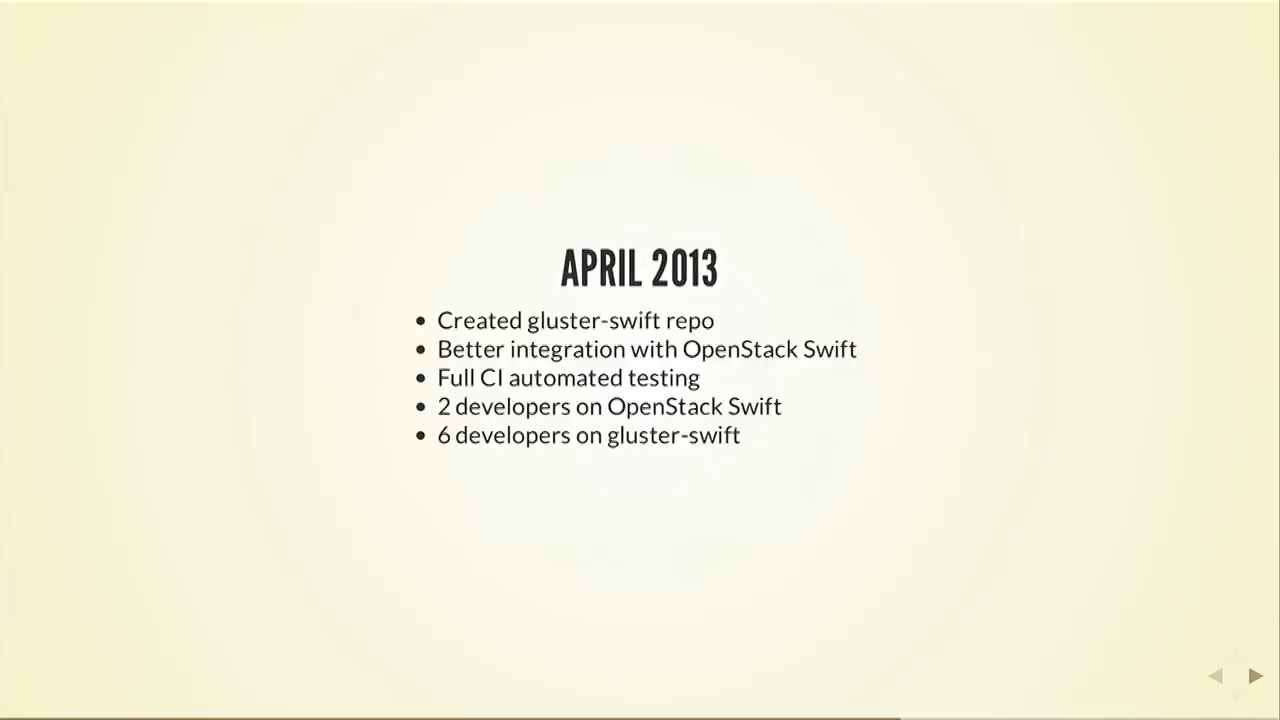 APRIL 2013
• Created gluster-swift repo
• Better integration with OpenStack Swift
• Full CI automated testing
• 2 developers on OpenStack Swift
• 6 developers on gluster-swift